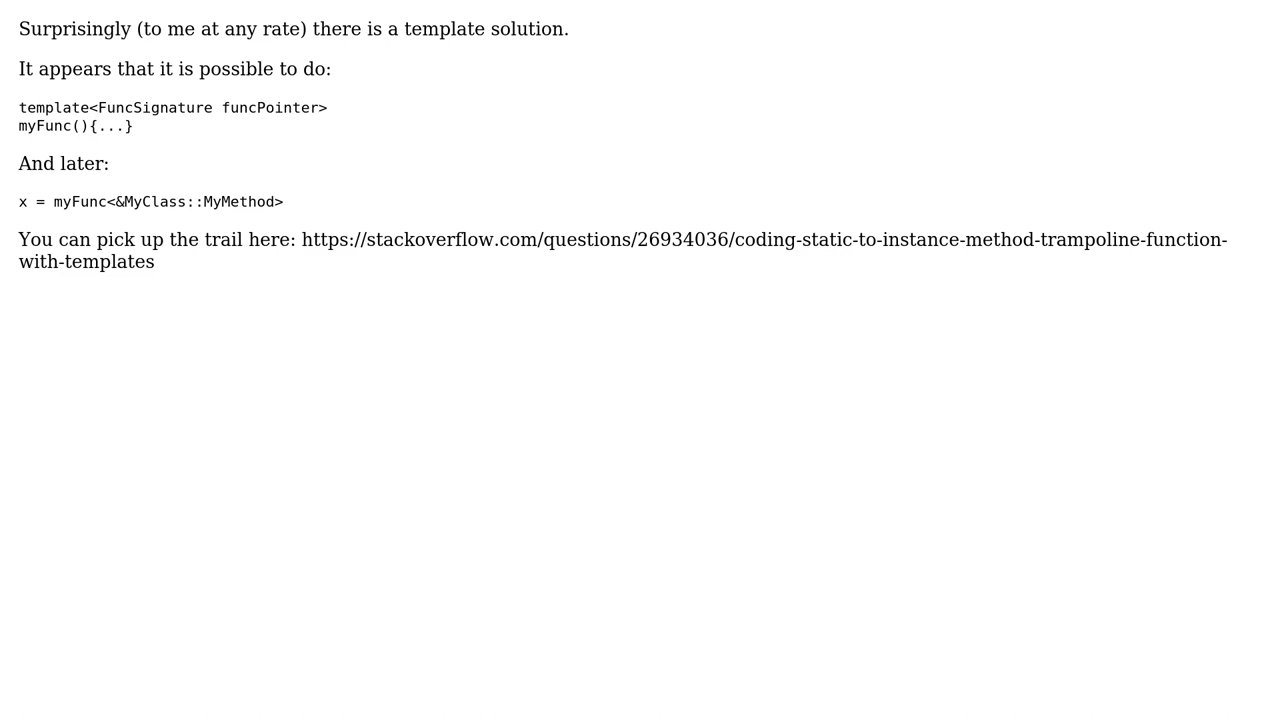 Surprisingly (to me at any rate) there is a template solution.
It appears that it is possible to do:
template<FuncSignature funcPointer>
myFunc(){...}
And later:
x = myFunc<&MyClass::MyMethod>
You can pick up the trail here: https://stackoverflow.com/questions/26934036/coding-static-to-instance-method-trampoline-function-
with-templates